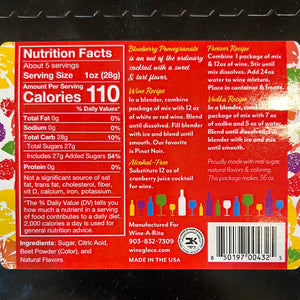 Nutrition Facts
About 5 servings
Serving Size 1oz (28g)
Amount Per Serving
Calories 110
% Daily Values*
Total Fat 0g 0%
Sodium 0g 0%
Total Carb 28g 10%
Total Sugars 27g
Includes 27g Added Sugars 54%
Protein 0g 0%
Not a significant source of sat
fat, trans fat, cholesterol, fiber,
vit D, calcium, iron, potassium.
*The % Daily Value (DV) tells you
how much a nutrient in a serving
of food contributes to a daily diet.
2,000 calories a day is used for
general nutrition advice.
Ingredients: Sugar, Citric Acid,
Beet Powder (Color), and
Natural Flavors.
Blueberry Pomegranate
is an out of the
ordinary cocktail
with a sweet
& tart flavor.
Wine Recipe
In a blender, combine
package of mix with 12oz
of white or red wine. Blend
until dissolved. Fill blender
with ice and blend until
smooth. Our favorite
is Pinot Noir.
Alcohol-Free
Substitute 12 oz of
cranberry juice cocktail
for wine.
Freezer Recipe
Combine 1 package of mix
& 12oz of wine. Stir until
mix dissolves. Add 24oz
water to wine mixture.
Place in container & freeze.
Vodka Recipe
In a blender, combine
package of mix with 7oz
of vodka and 5 oz of water.
Blend until dissolved. Fill
blender with ice and blend
until smooth.
Proudly made with real sugar,
natural flavors & coloring
This package makes 36 oz.
Manufactured For
Wine-A-Rita
903-832-7309
wineglace.com
MADE IN THE USA
K
8 50197 00432